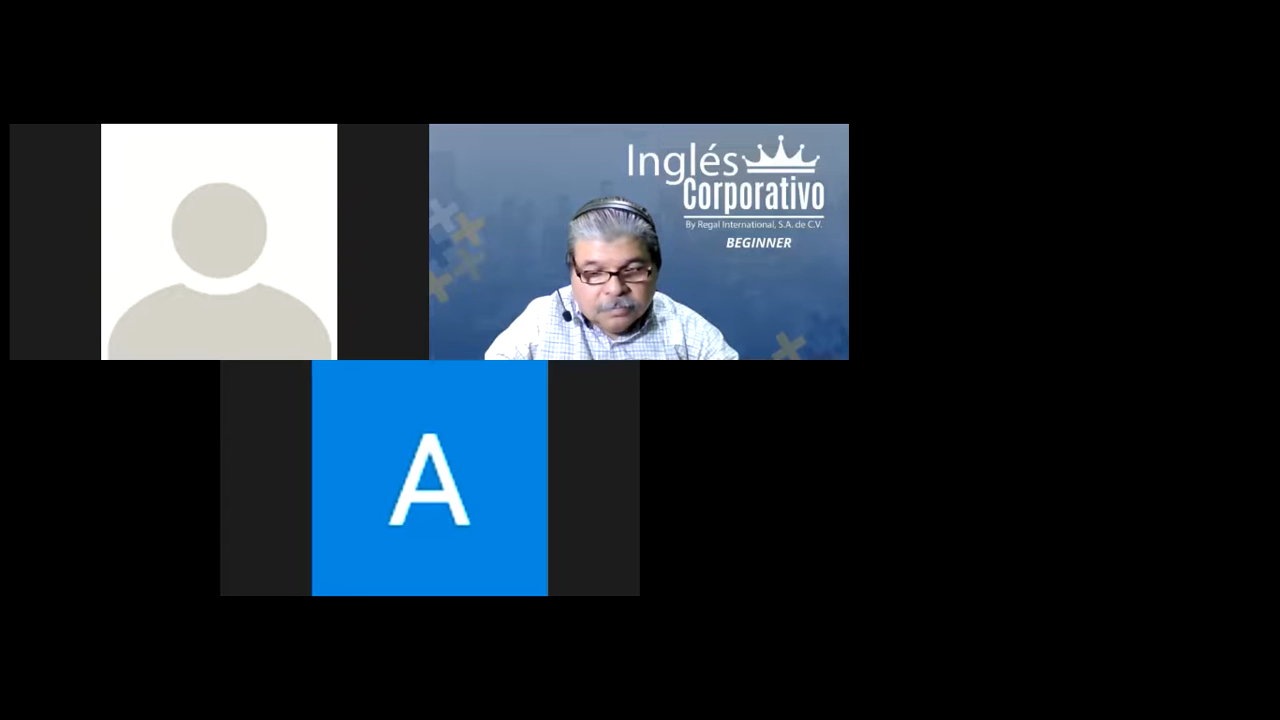 Inglés
Corporativo
By Regal International, S.A. de C.V.
BEGINNER
A